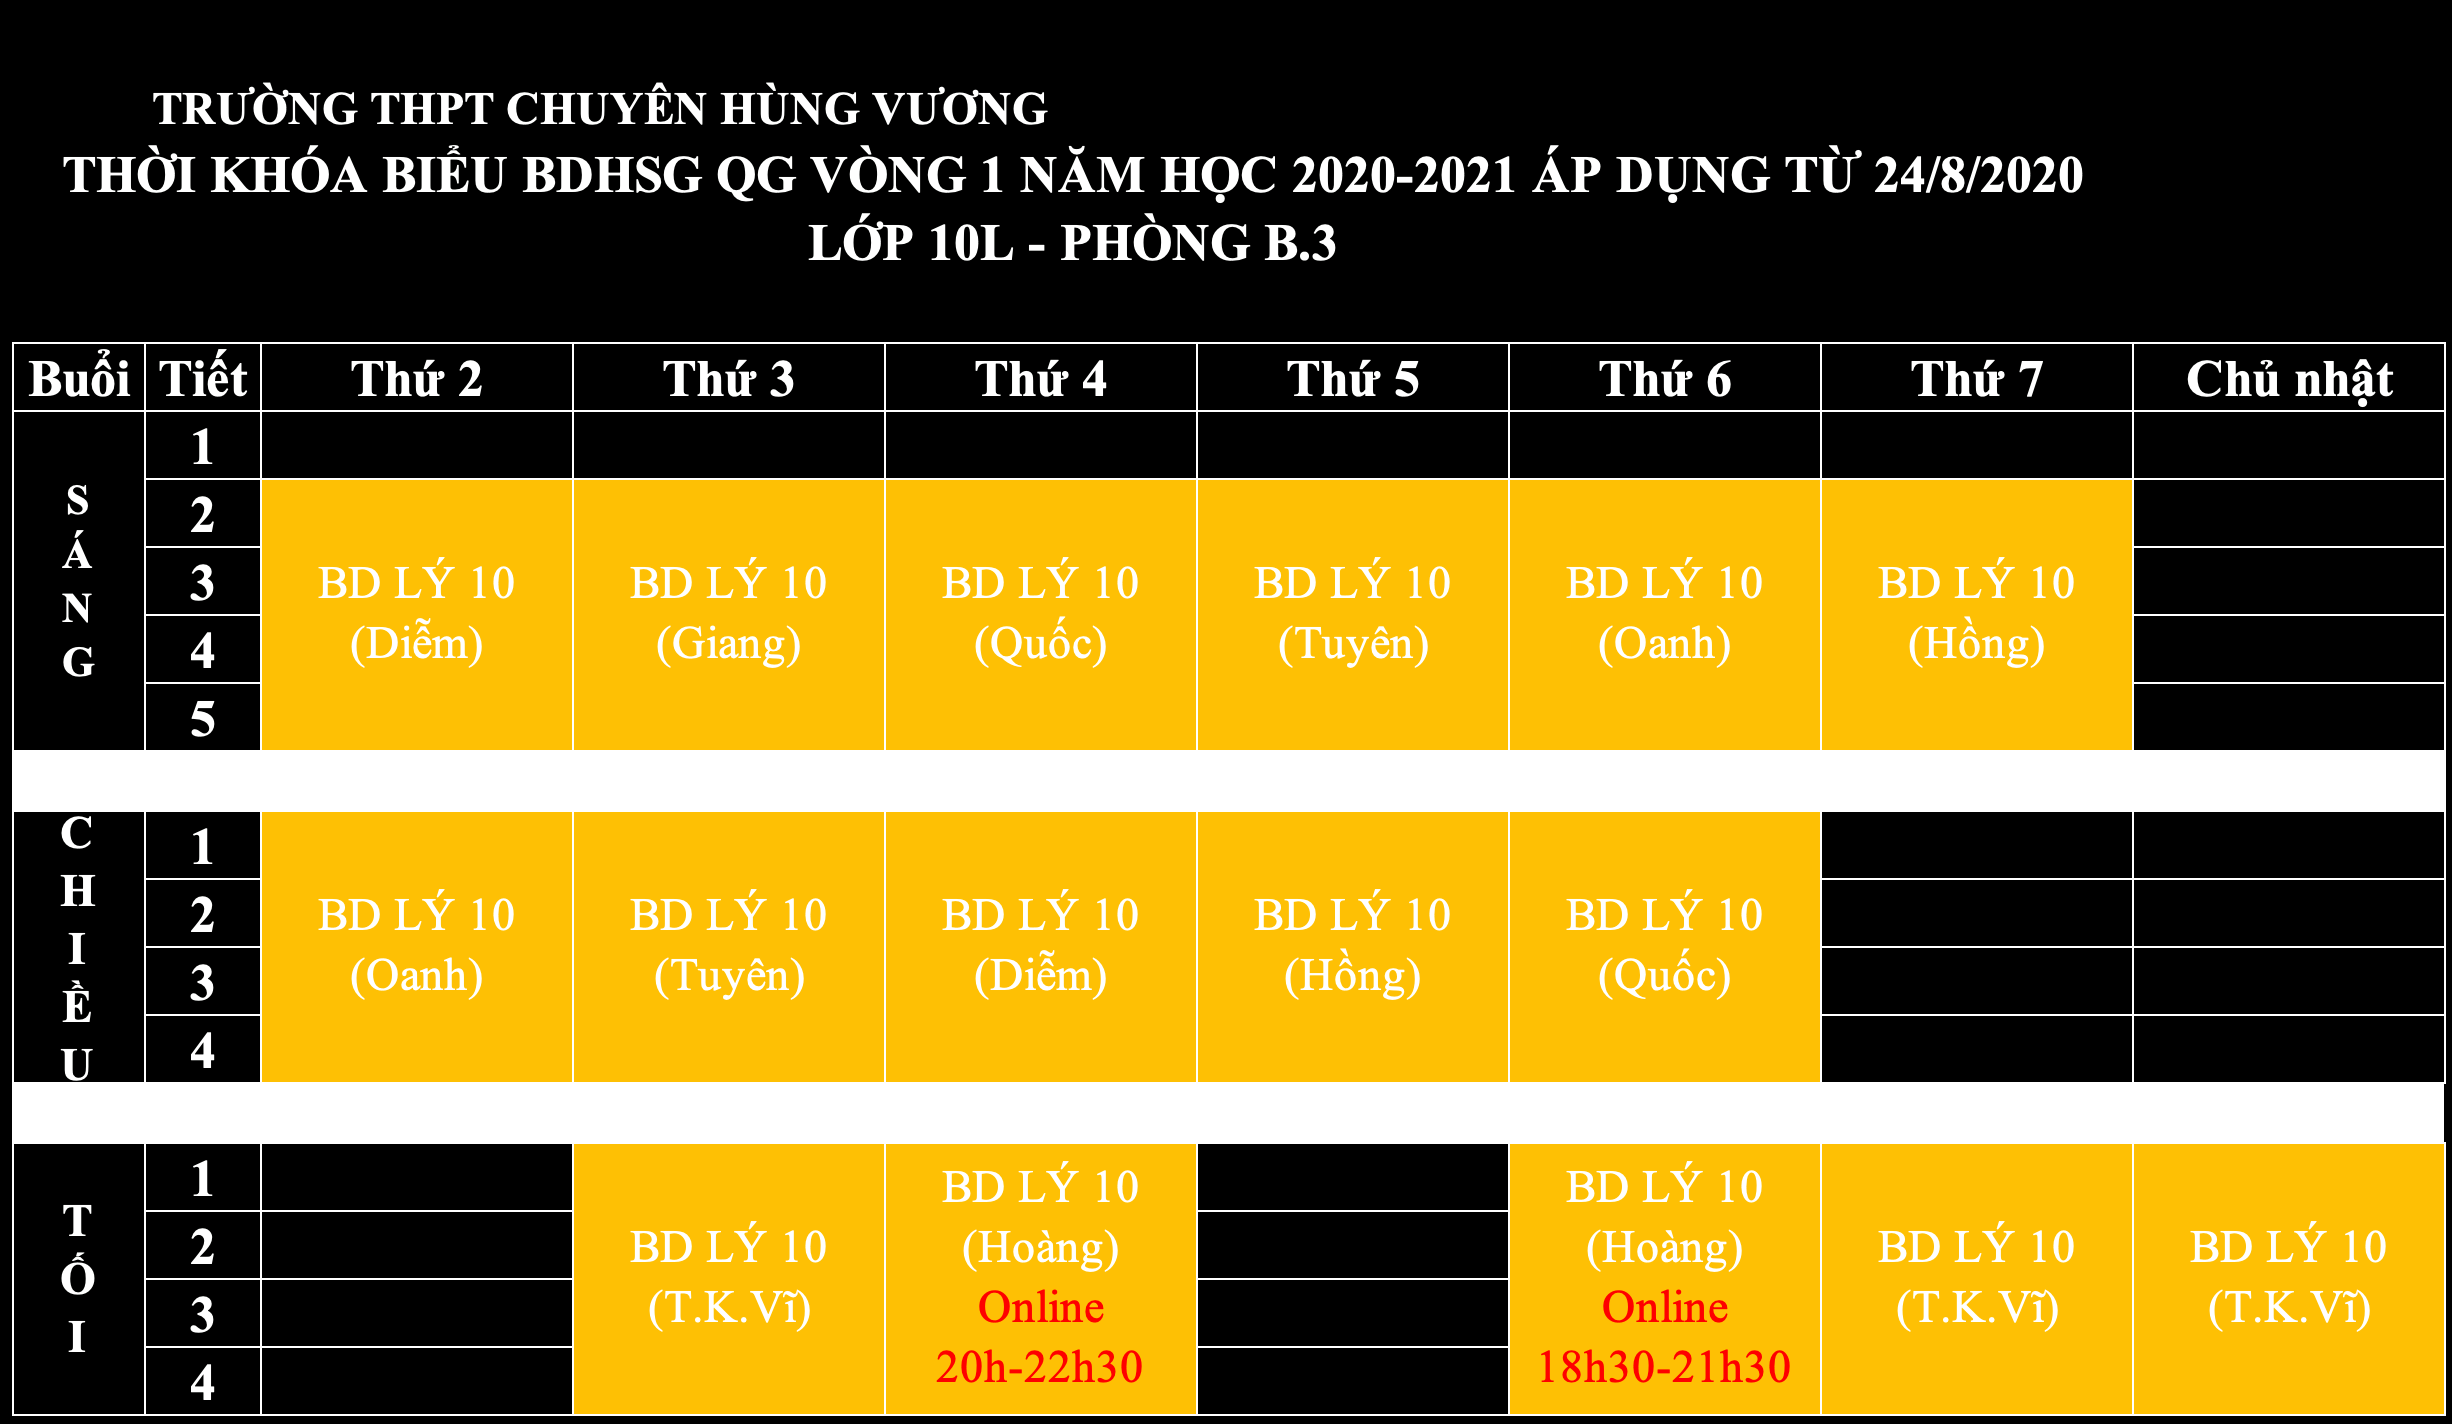 TRƯỜNG THPT CHUYÊN HÙNG VƯƠNG
THỜI KHÓA BIỂU BDHSG QG VÒNG 1 NĂM HỌC 2020-2021 ÁP DỤNG TỪ 24/8/2020
LỚP 10L - PHÒNG B.3
Buổi Tiết Thứ 2 Thứ 3 Thứ 4 Thứ 5 Thứ 6 Thứ 7 Chủ nhật
S
Á
N
G
1
2
3
4
5
BD LÝ 10
(Diễm)
BD LÝ 10
(Giang)
BD LÝ 10
(Quốc)
BD LÝ 10
(Tuyên)
BD LÝ 10
(Oanh)
BD LÝ 10
(Hồng)
C
H
I
Ề
U
1
2
3
4
BD LÝ 10
(Oanh)
BD LÝ 10
(Tuyên)
BD LÝ 10
(Diễm)
BD LÝ 10
(Hồng)
BD LÝ 10
(Quốc)
T
Ố
I
1
2
3
4
BD LÝ 10
(T.K.Vĩ)
BD LÝ 10
(Hoàng)
Online
20h-22h30
BD LÝ 10
(Hoàng)
Online
18h30-21h30
BD LÝ 10
(T.K.Vĩ)
BD LÝ 10
(T.K.Vĩ)